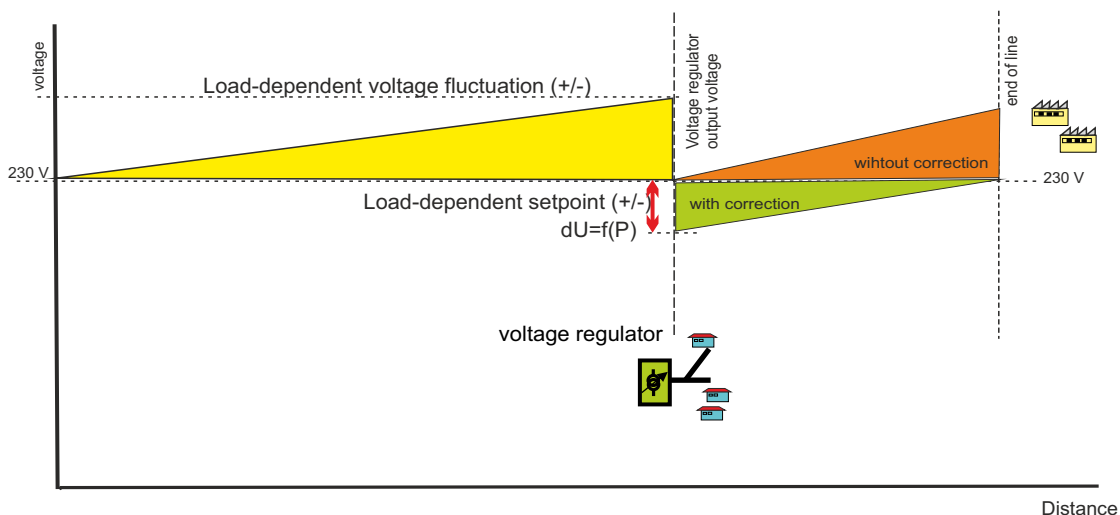 voltage
Load-dependent voltage fluctuation (+/-)
Voltage regulator
output voltage
end of line
230 V
wihtout correction
230 V
Load-dependent setpoint (+/-)
with correction
dU=f(P)
voltage regulator
Distance